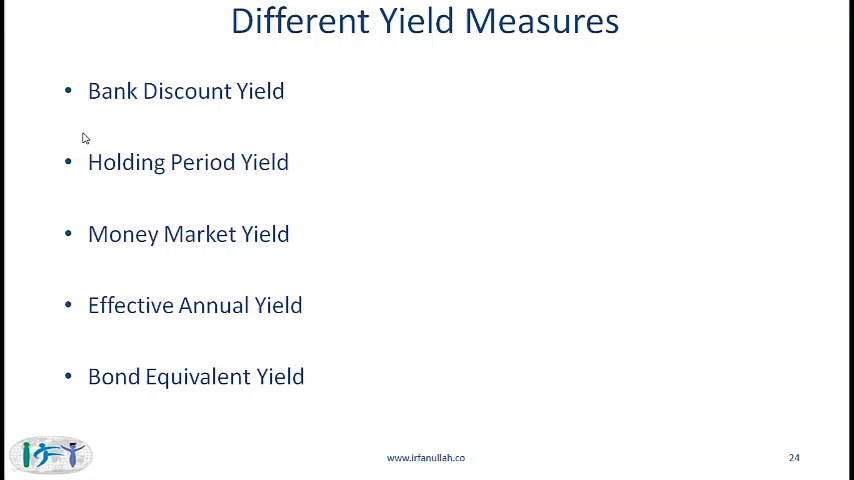 Different Yield Measures
• Bank Discount Yield
• Holding Period Yield
• Money Market Yield
• Effective Annual Yield
• Bond Equivalent Yield
www.irfanullah.co
24